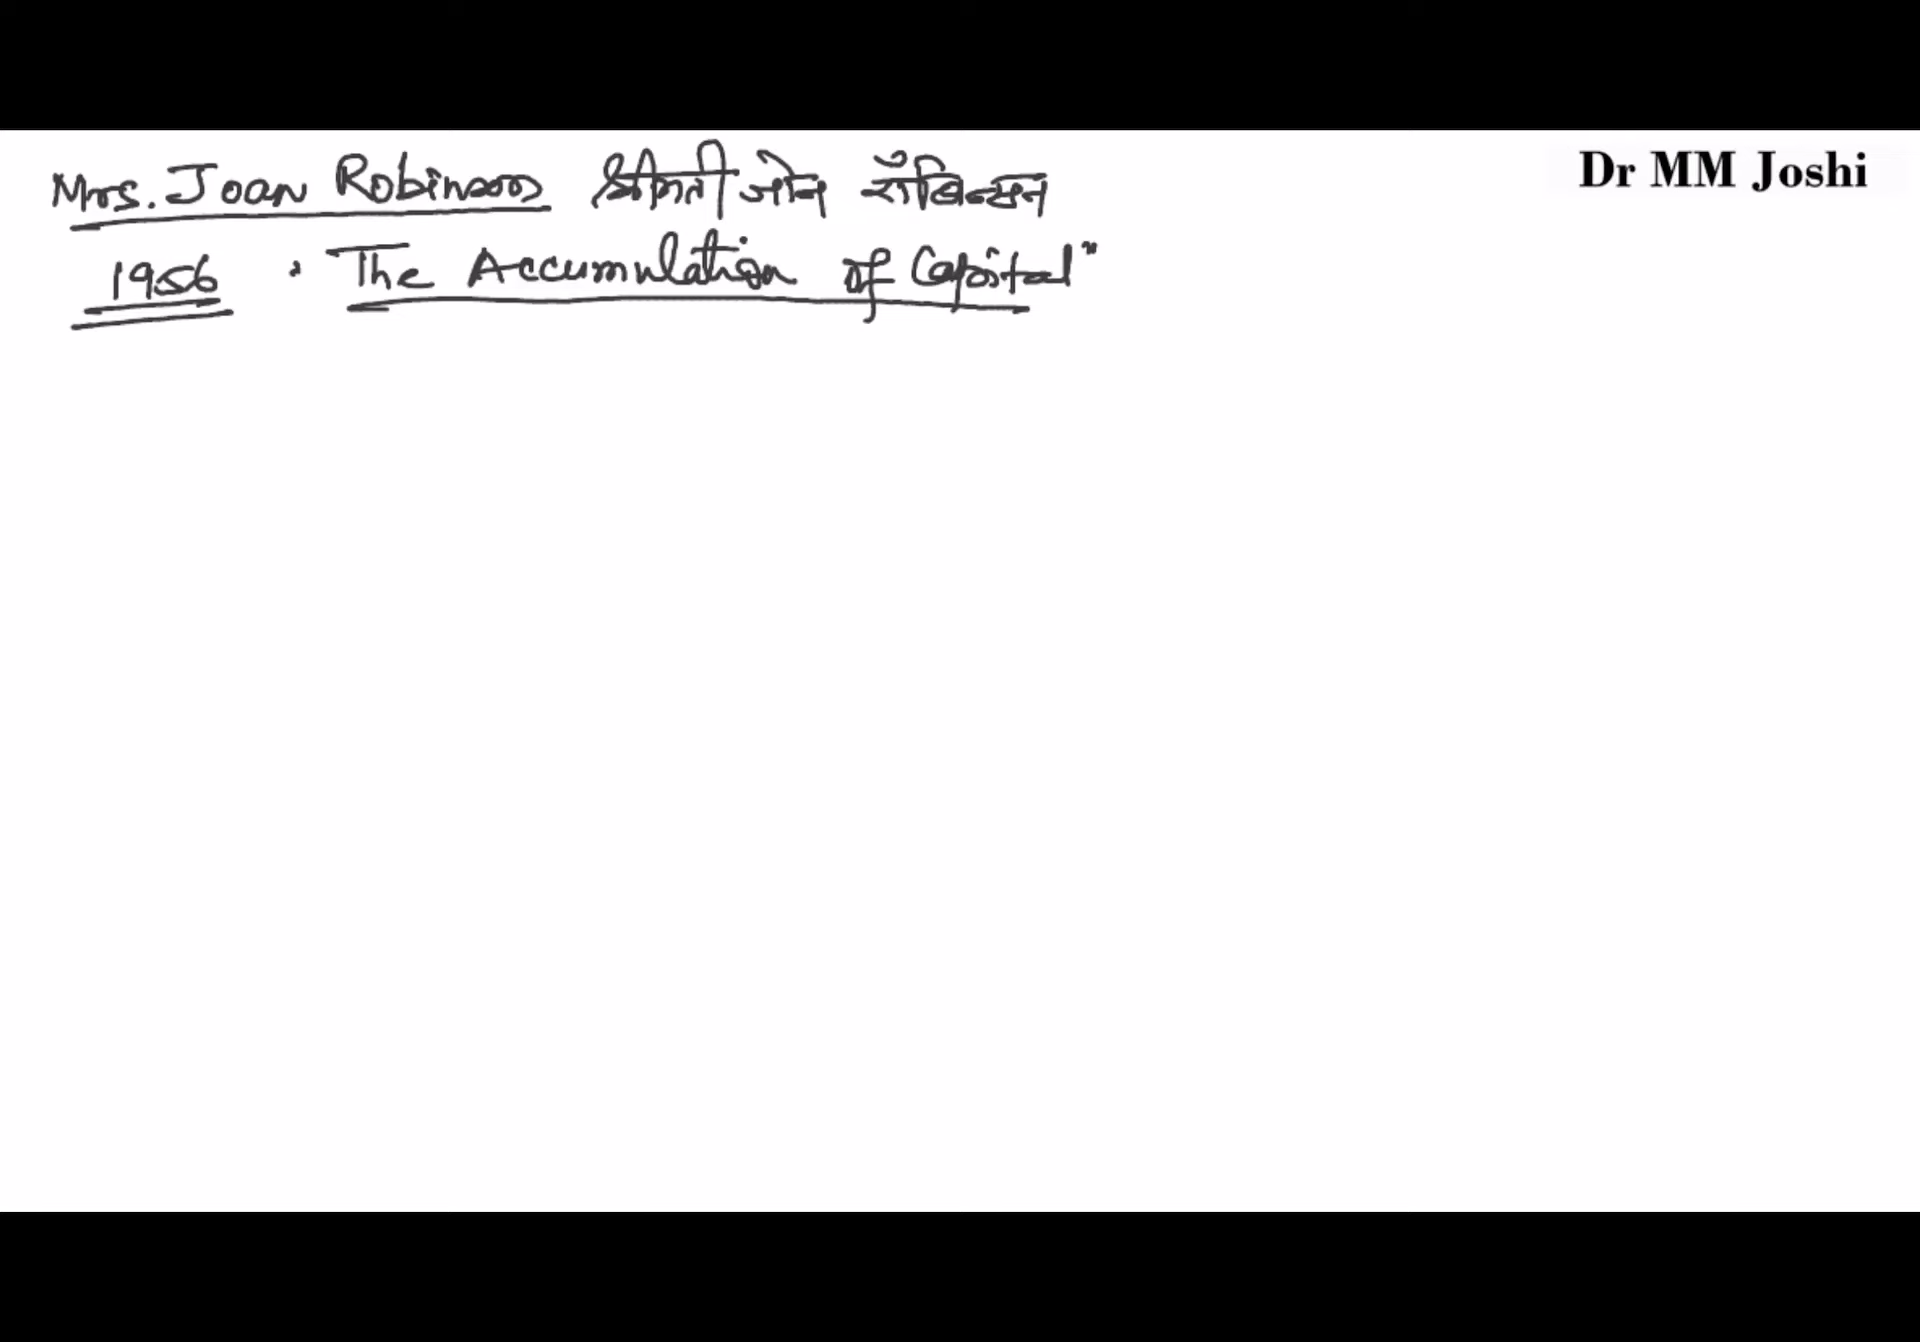 Mrs. Joan Robinson श्रीमती जोन रॉबिन्सन
Dr MM Joshi
1956 "The Accumulation of Capital"